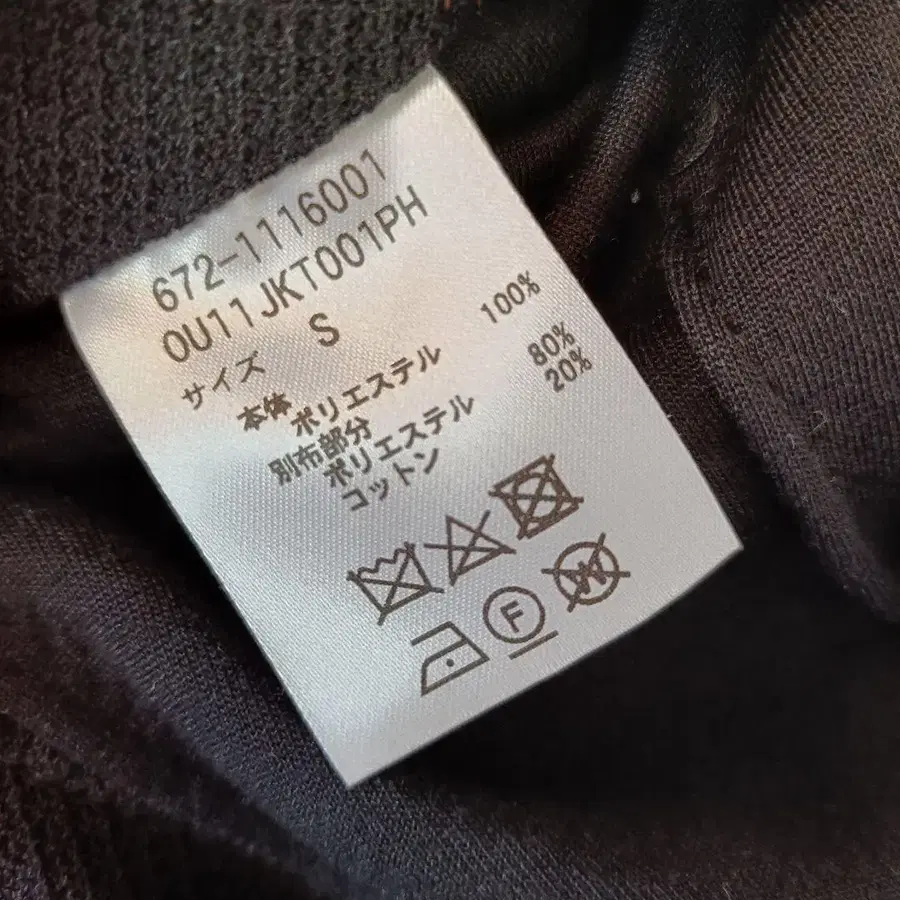 672-1116001
0U11JKT001PH
サイズ S
本体
ポリエステル 100%
別布部分
ポリエステル 80%
コットン 20%
F
W